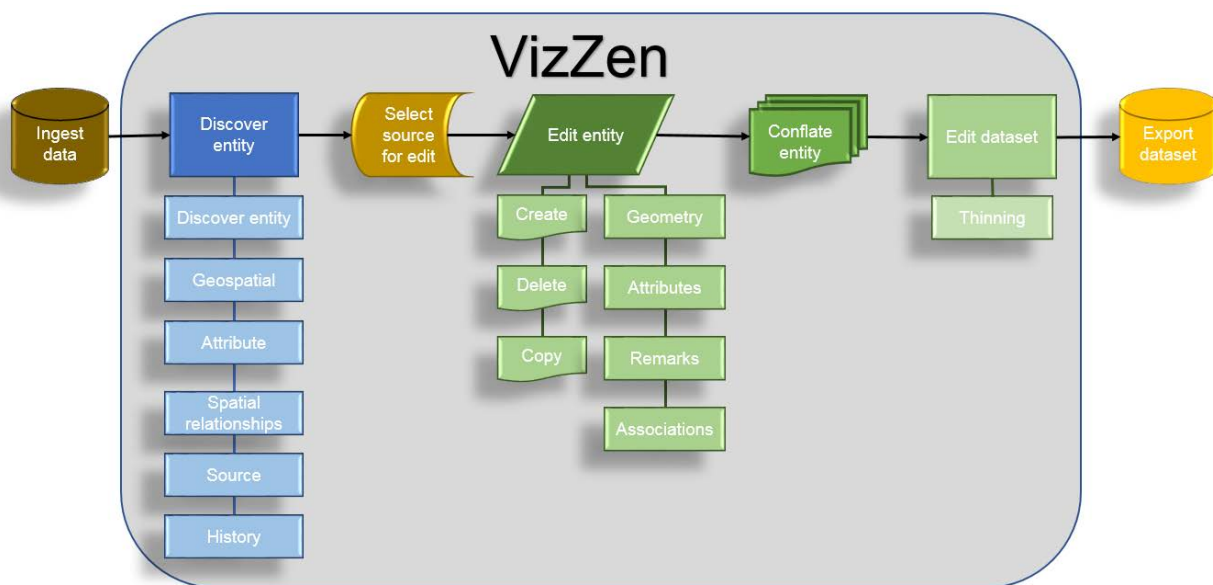 VizZen
Ingest
data
Discover
entity
Select
source
for edit
Edit entity
Conflate
entity
Edit dataset
Export
dataset
Discover entity
Geospatial
Attribute
Spatial
relationships
Source
History
Create
Delete
Copy
Geometry
Attributes
Remarks
Associations
Thinning